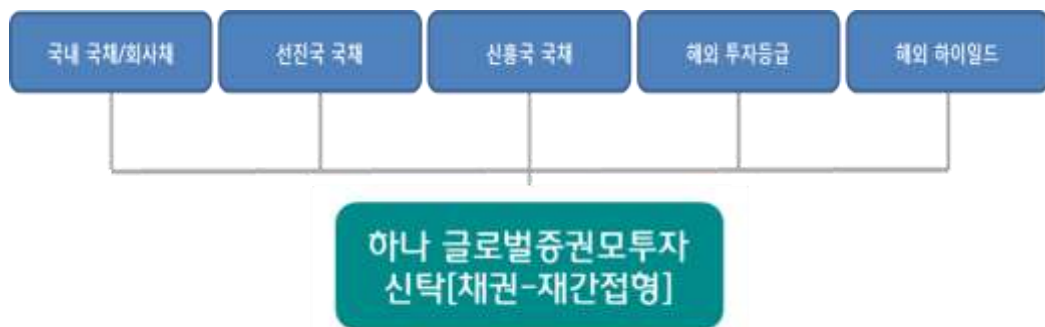 국내 국채/회사채
선진국 국채
신흥국 국채
해외 투자등급
해외 하이일드
하나 글로벌증권모투자
신탁[채권-재간접형]